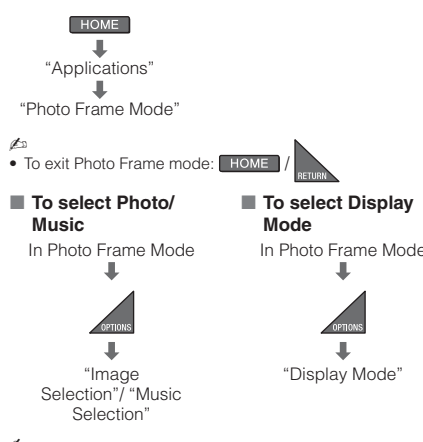 HOME
“Applications”
“Photo Frame Mode”
• To exit Photo Frame mode: HOME / RETURN
■ To select Photo/
Music
In Photo Frame Mode
OPTIONS
“Image
Selection”/ “Music
Selection”
■ To select Display
Mode
In Photo Frame Mode
OPTIONS
“Display Mode”